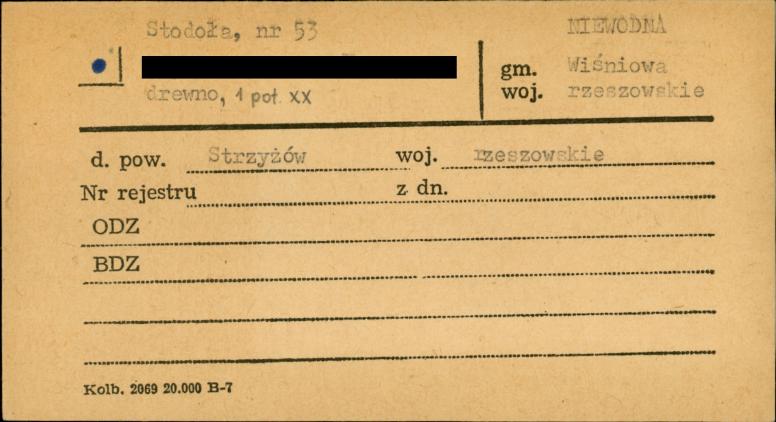 Stodoła, nr 53
NIEWODNA
gm. Wiśniowa
drewno, 1 poł XX
woj. rzeszowskie
d. pow. Strzyżów woj. rzeszowskie
Nr rejestru z dn.
ODZ
BDZ
Kolb. 2069 20.000 B-7